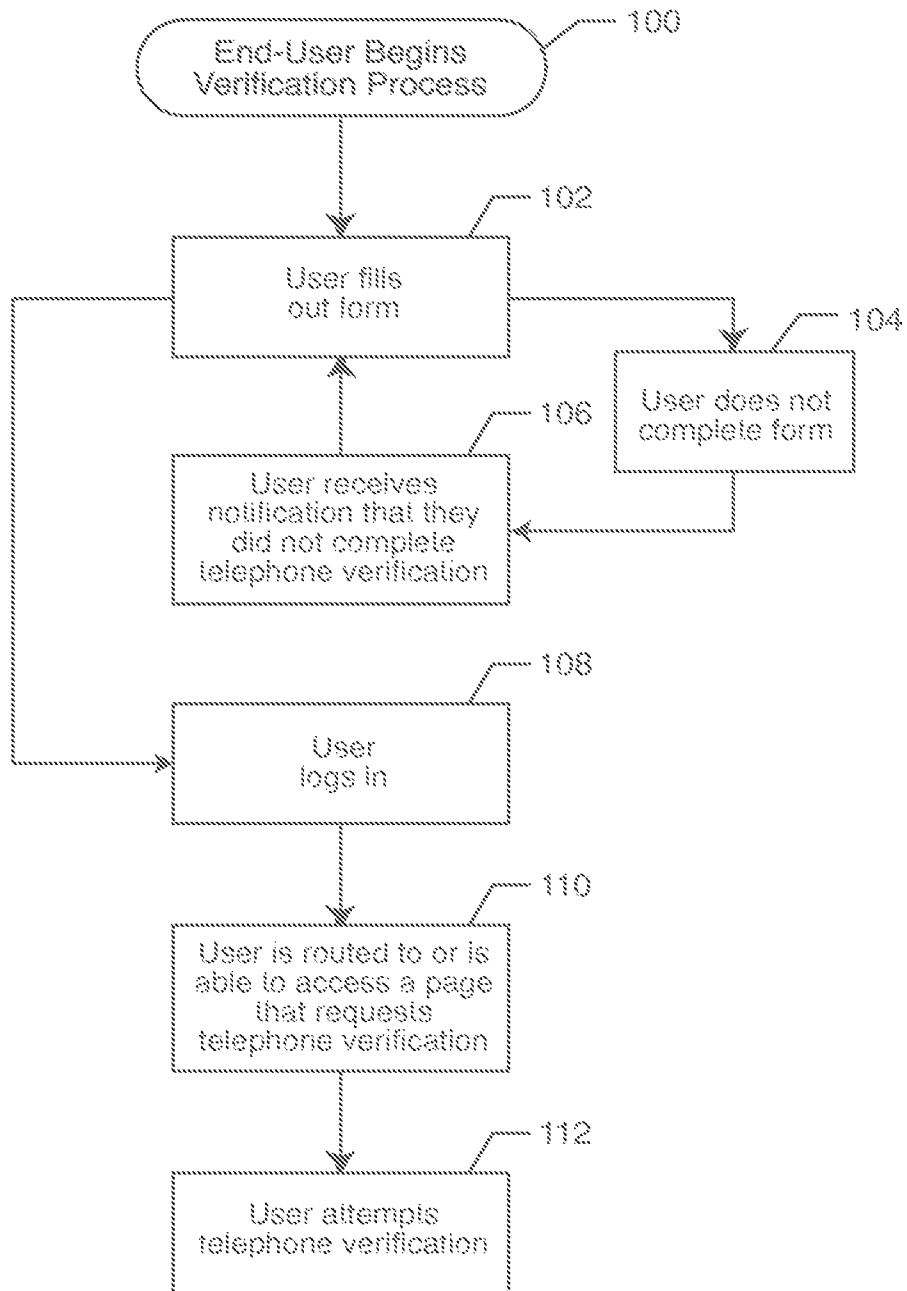 100
End-User Begins
Verification Process
102
User fills
out form
104
User does not
complete form
106
User receives
notification that they
did not complete
telephone verification
108
User
logs in
110
User is routed to or is
able to access a page
that requests
telephone verification
112
User attempts
telephone verification